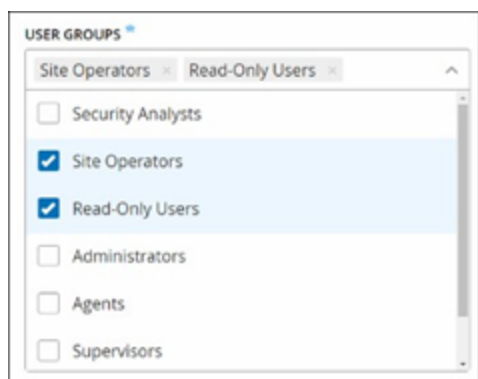 USER GROUPS *
Site Operators × Read-Only Users ×
Security Analysts
Site Operators
Read-Only Users
Administrators
Agents
Supervisors